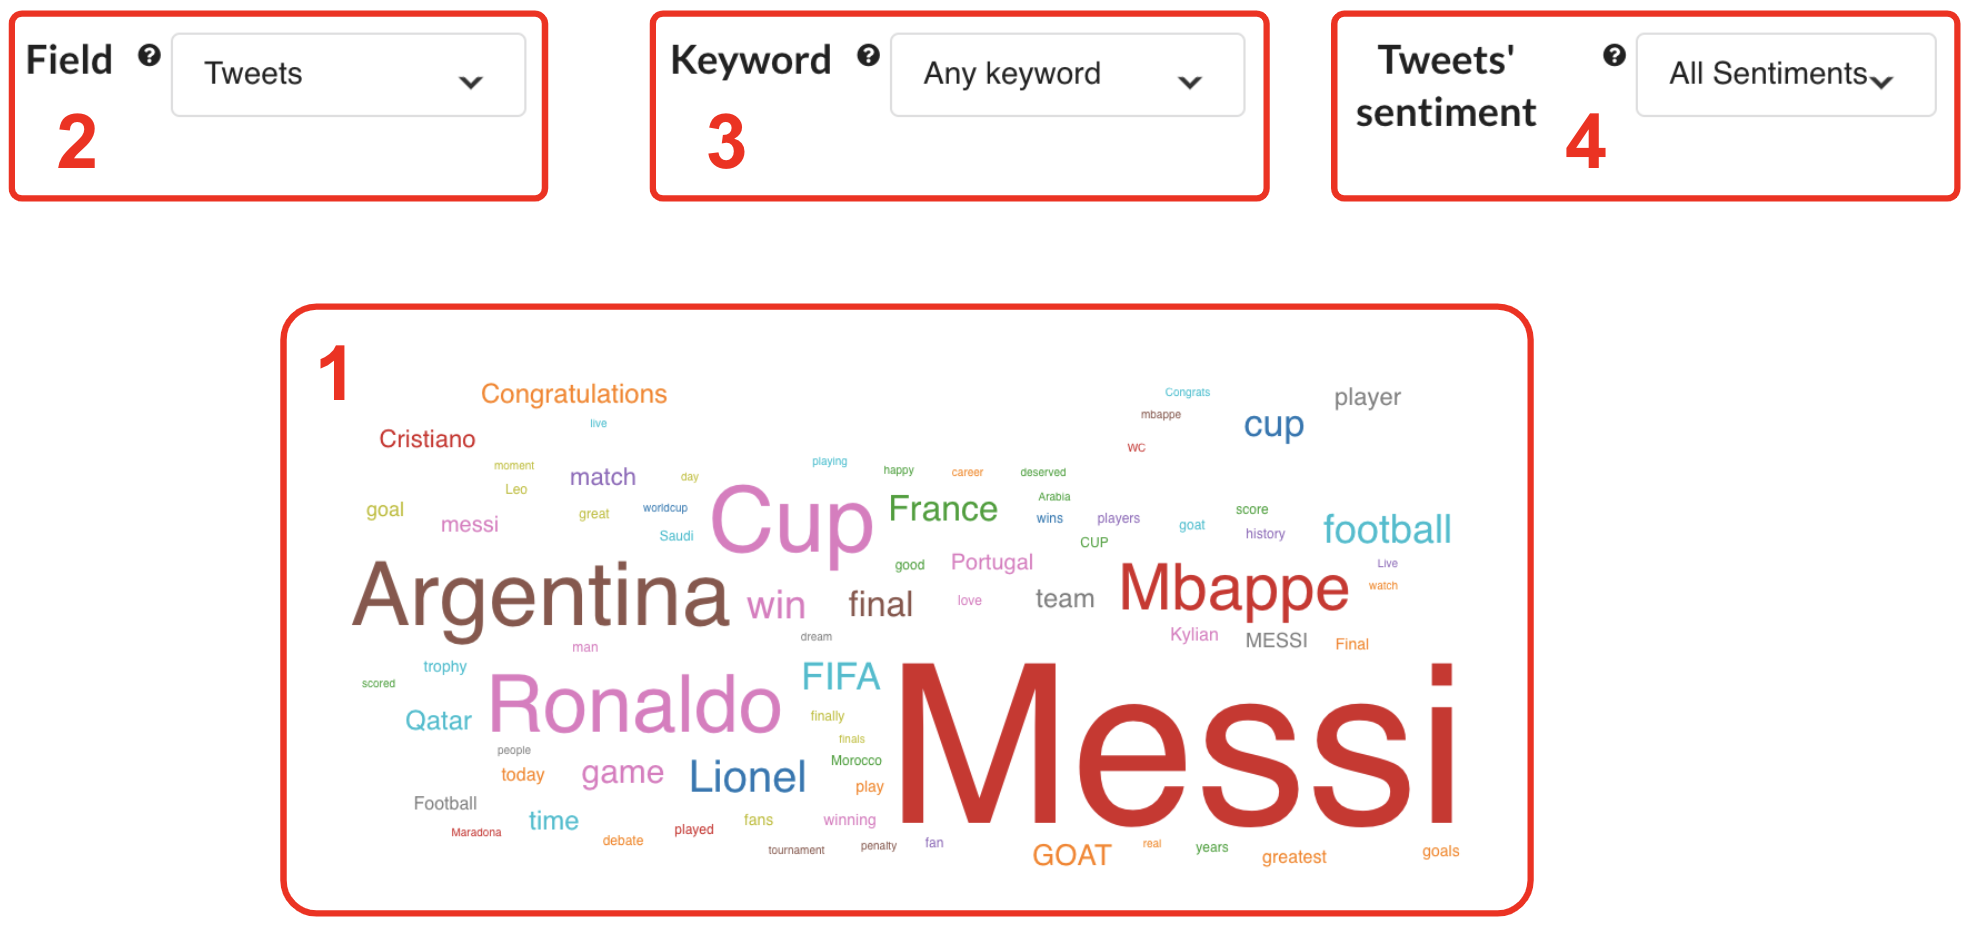 Field ? Tweets
2
Keyword ? Any keyword
3
Tweets' sentiment ? All Sentiments
4
1
Congratulations
live
Cristiano
moment
Leo
match
day
goal
messi
great
worldcup
Saudi
Cup
playing
happy
career
deserved
France
Arabia
wins
players
CUP
Congrats
mbappe
WC
cup
player
goat
score
history
football
Live
watch
Argentina
win
final
good
Portugal
love
team
Mbappe
Kylian
MESSI
Final
man
dream
trophy
scored
Qatar
Ronaldo
FIFA
finally
finals
Morocco
play
Messi
people
today
game
Lionel
Football
Maradona
time
debate
played
fans
winning
tournament
penalty
fan
GOAT
real
years
greatest
goals